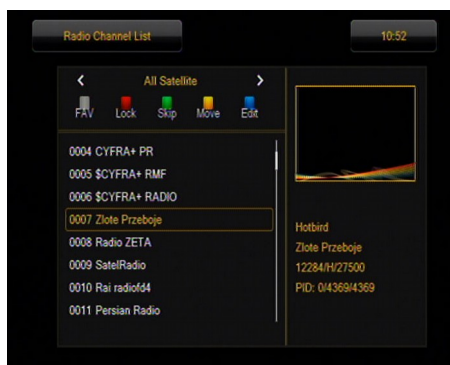 Radio Channel List
10:52
All Satellite
FAV Lock Skip Move Edit
0004 CYFRA+ PR
0005 $CYFRA+ RMF
0006 $CYFRA+ RADIO
0007 Zlote Przeboje
0008 Radio ZETA
0009 SatelRadio
0010 Rai radiofd4
0011 Persian Radio
Hotbird
Zlote Przeboje
12284/H/27500
PID: 0/4369/4369